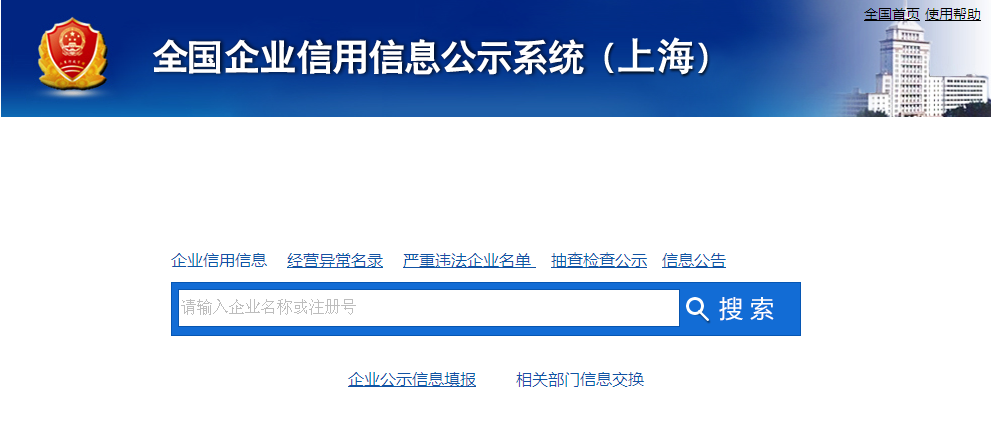 全国首页 使用帮助
全国企业信用信息公示系统（上海）
企业信用信息 经营异常名录 严重违法企业名单 抽查检查公示 信息公告
请输入企业名称或注册号 搜索
企业公示信息填报 相关部门信息交换